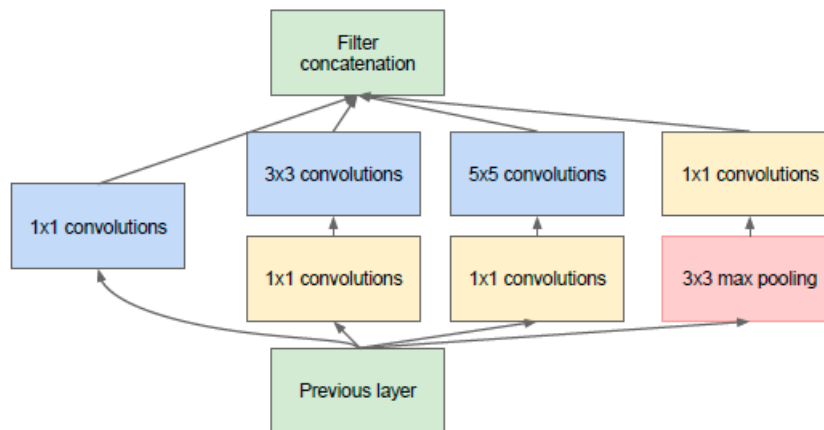 Filter
concatenation
3x3 convolutions
5x5 convolutions
1x1 convolutions
1x1 convolutions
1x1 convolutions
1x1 convolutions
3x3 max pooling
Previous layer